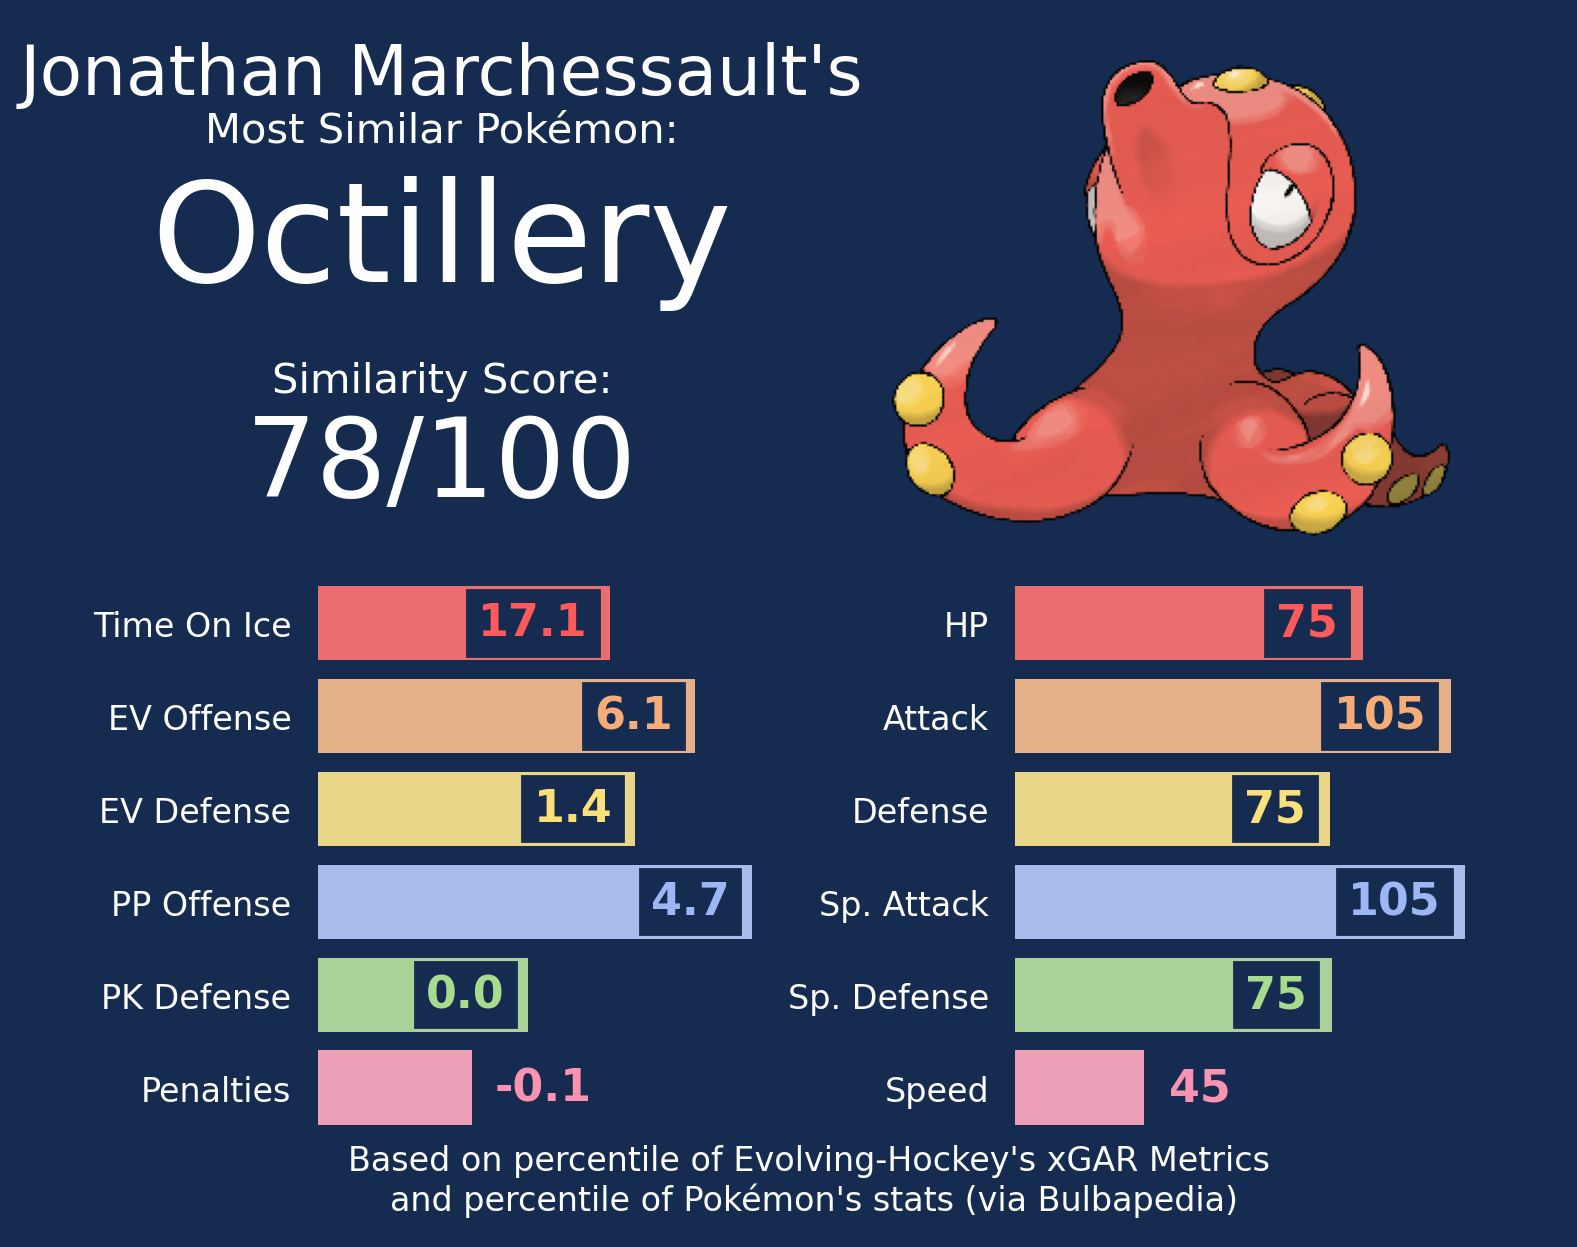 Jonathan Marchessault's
Most Similar Pokémon:
Octillery
Similarity Score:
78/100
Time On Ice 17.1
EV Offense 6.1
EV Defense 1.4
PP Offense 4.7
PK Defense 0.0
Penalties -0.1
HP 75
Attack 105
Defense 75
Sp. Attack 105
Sp. Defense 75
Speed 45
Based on percentile of Evolving-Hockey's xGAR Metrics
and percentile of Pokémon's stats (via Bulbapedia)